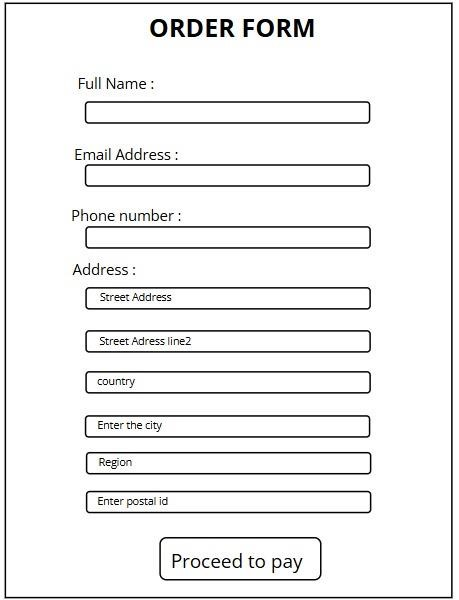 ORDER FORM
Full Name :
Email Address :
Phone number :
Address :
Street Address
Street Adress line2
country
Enter the city
Region
Enter postal id
Proceed to pay